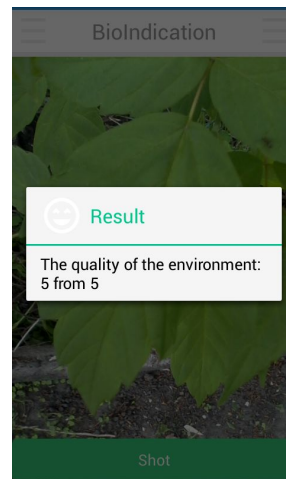 BioIndication
Result
The quality of the environment:
5 from 5
Shot